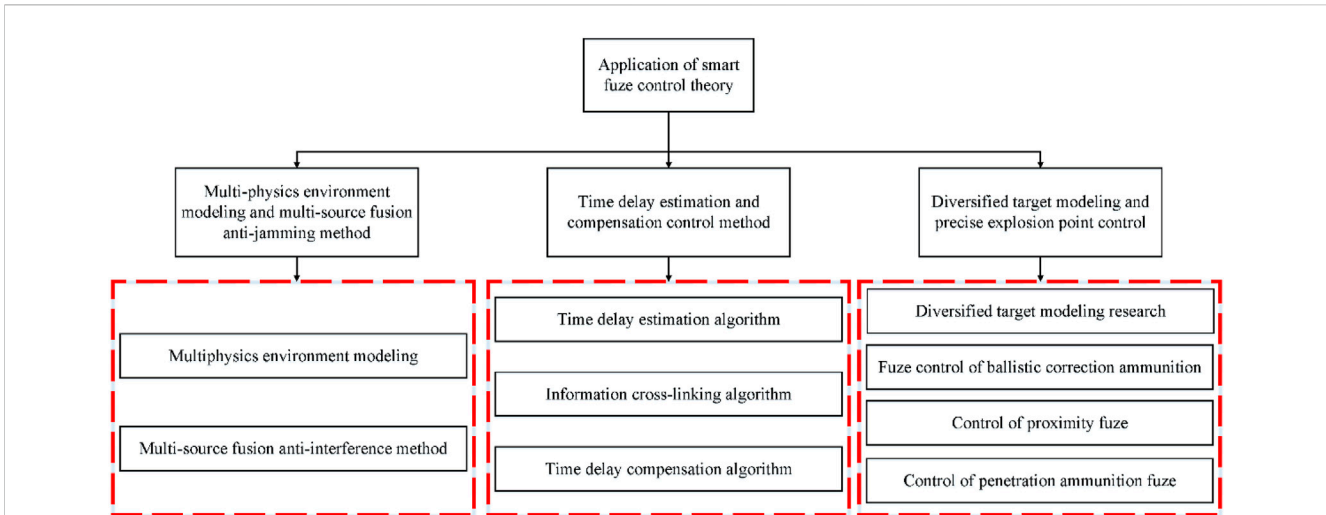 Application of smart
fuze control theory
Multi-physics environment
modeling and multi-source fusion
anti-jamming method
Time delay estimation and
compensation control method
Diversified target modeling and
precise explosion point control
Multiphysics environment modeling
Multi-source fusion anti-interference method
Time delay estimation algorithm
Information cross-linking algorithm
Time delay compensation algorithm
Diversified target modeling research
Fuze control of ballistic correction ammunition
Control of proximity fuze
Control of penetration ammunition fuze